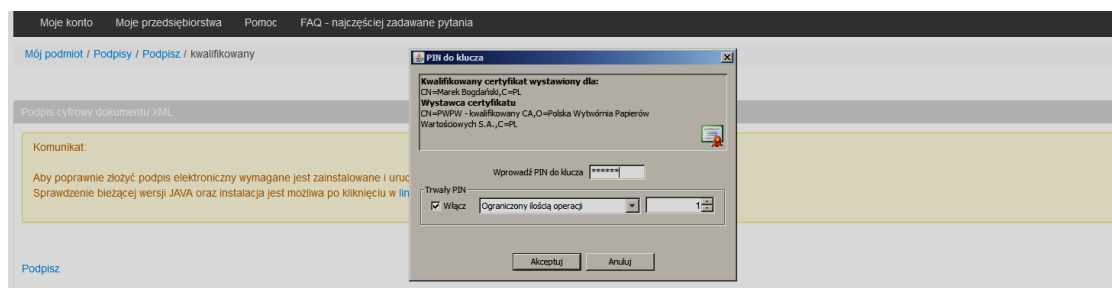 Moje konto Moje przedsiębiorstwa Pomoc FAQ - najczęściej zadawane pytania
Mój podmiot / Podpisy / Podpisz / kwalifikowany
Podpis cyfrowy dokumentu XML
Komunikat:
Aby poprawnie złożyć podpis elektroniczny wymagane jest zainstalowane i
Sprawdzenie bieżącej wersji JAVA oraz instalacja jest możliwa po kliknięciu w
Podpisz
PIN do klucza
Kwalifikowany certyfikat wystawiony dla:
CN=Marek Bogdański,C=PL
Wystawca certyfikatu
CN=PWPW - kwalifikowany CA,O=Polska Wytwórnia Papierów
Wartościowych S.A.,C=PL
Wprowadź PIN do klucza ******
Trwały PIN
Włącz Ograniczony ilością operacji 1
Akceptuj Anuluj